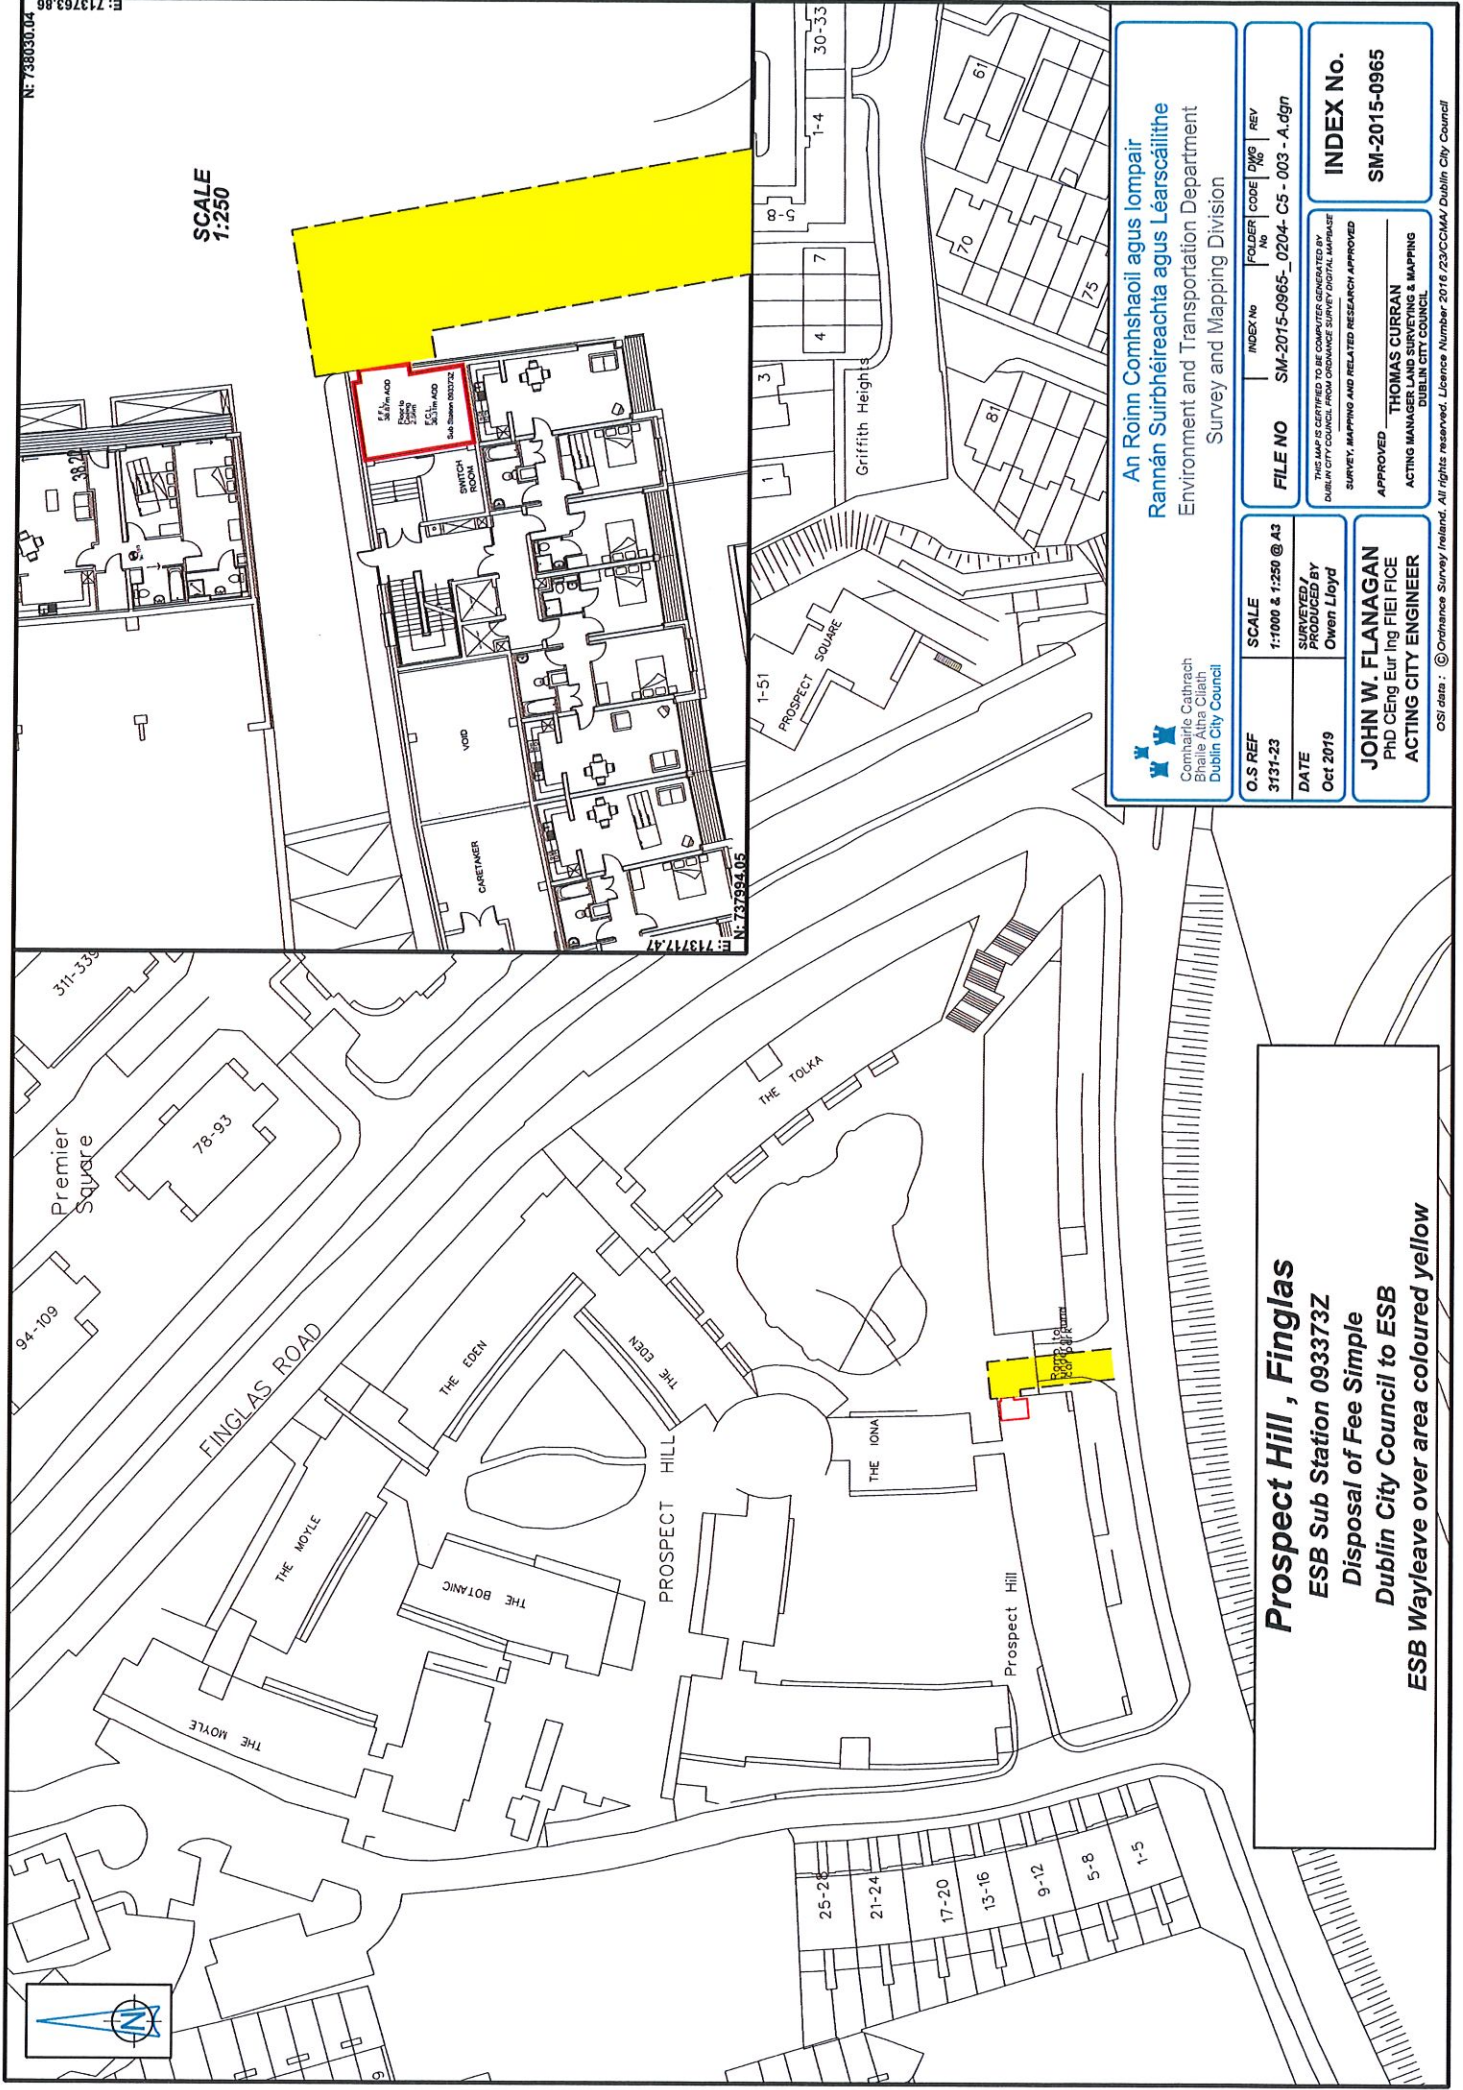 Premier
Square
94-109
78-93
311-339
FINGLAS ROAD
THE MOYLE
THE MOYLE
THE EDEN
THE EDEN
THE BOTANIC
THE TOLKA
PROSPECT HILL
THE IONA
Prospect Hill
25-28
21-24
17-20
13-16
9-12
5-8
1-5
9
1-51
PROSPECT SQUARE
Griffith Heights
1
3
4
7
5-8
1-4
30-33
61
70
75
81
N: 738030.04
E: 713763.86
SCALE
1:250
38.2
F.F.L
Floor to
Ceiling
F.C.L
Sub Station 093373Z
SWITCH
ROOM
VOID
CARETAKER
E: 713717.47
N: 737994.05
Prospect Hill , Finglas
ESB Sub Station 093373Z
Disposal of Fee Simple
Dublin City Council to ESB
ESB Wayleave over area coloured yellow
Comhairle Cathrach
Bhaile Átha Cliath
Dublin City Council
An Roinn Comhshaoil agus Iompair
Rannán Suirbhéireachta agus Léarscáilithe
Environment and Transportation Department
Survey and Mapping Division
O.S REF
3131-23
SCALE
1:1000 & 1:250 @ A3
DATE
Oct 2019
SURVEYED /
PRODUCED BY
Owen Lloyd
INDEX No
FOLDER No
CODE
DWG No
REV
FILE NO
SM-2015-0965-_0204- C5 - 003 - A.dgn
THIS MAP IS CERTIFIED TO BE COMPUTER GENERATED BY
DUBLIN CITY COUNCIL FROM ORDNANCE SURVEY DIGITAL MAPBASE
SURVEY, MAPPING AND RELATED RESEARCH APPROVED
APPROVED
THOMAS CURRAN
ACTING MANAGER LAND SURVEYING & MAPPING
DUBLIN CITY COUNCIL
INDEX No.
SM-2015-0965
JOHN W. FLANAGAN
PhD CEng Eur Ing FIEI FICE
ACTING CITY ENGINEER
OSi data : © Ordnance Survey Ireland. All rights reserved. Licence Number 2016 /23/CCMA/ Dublin City Council
N